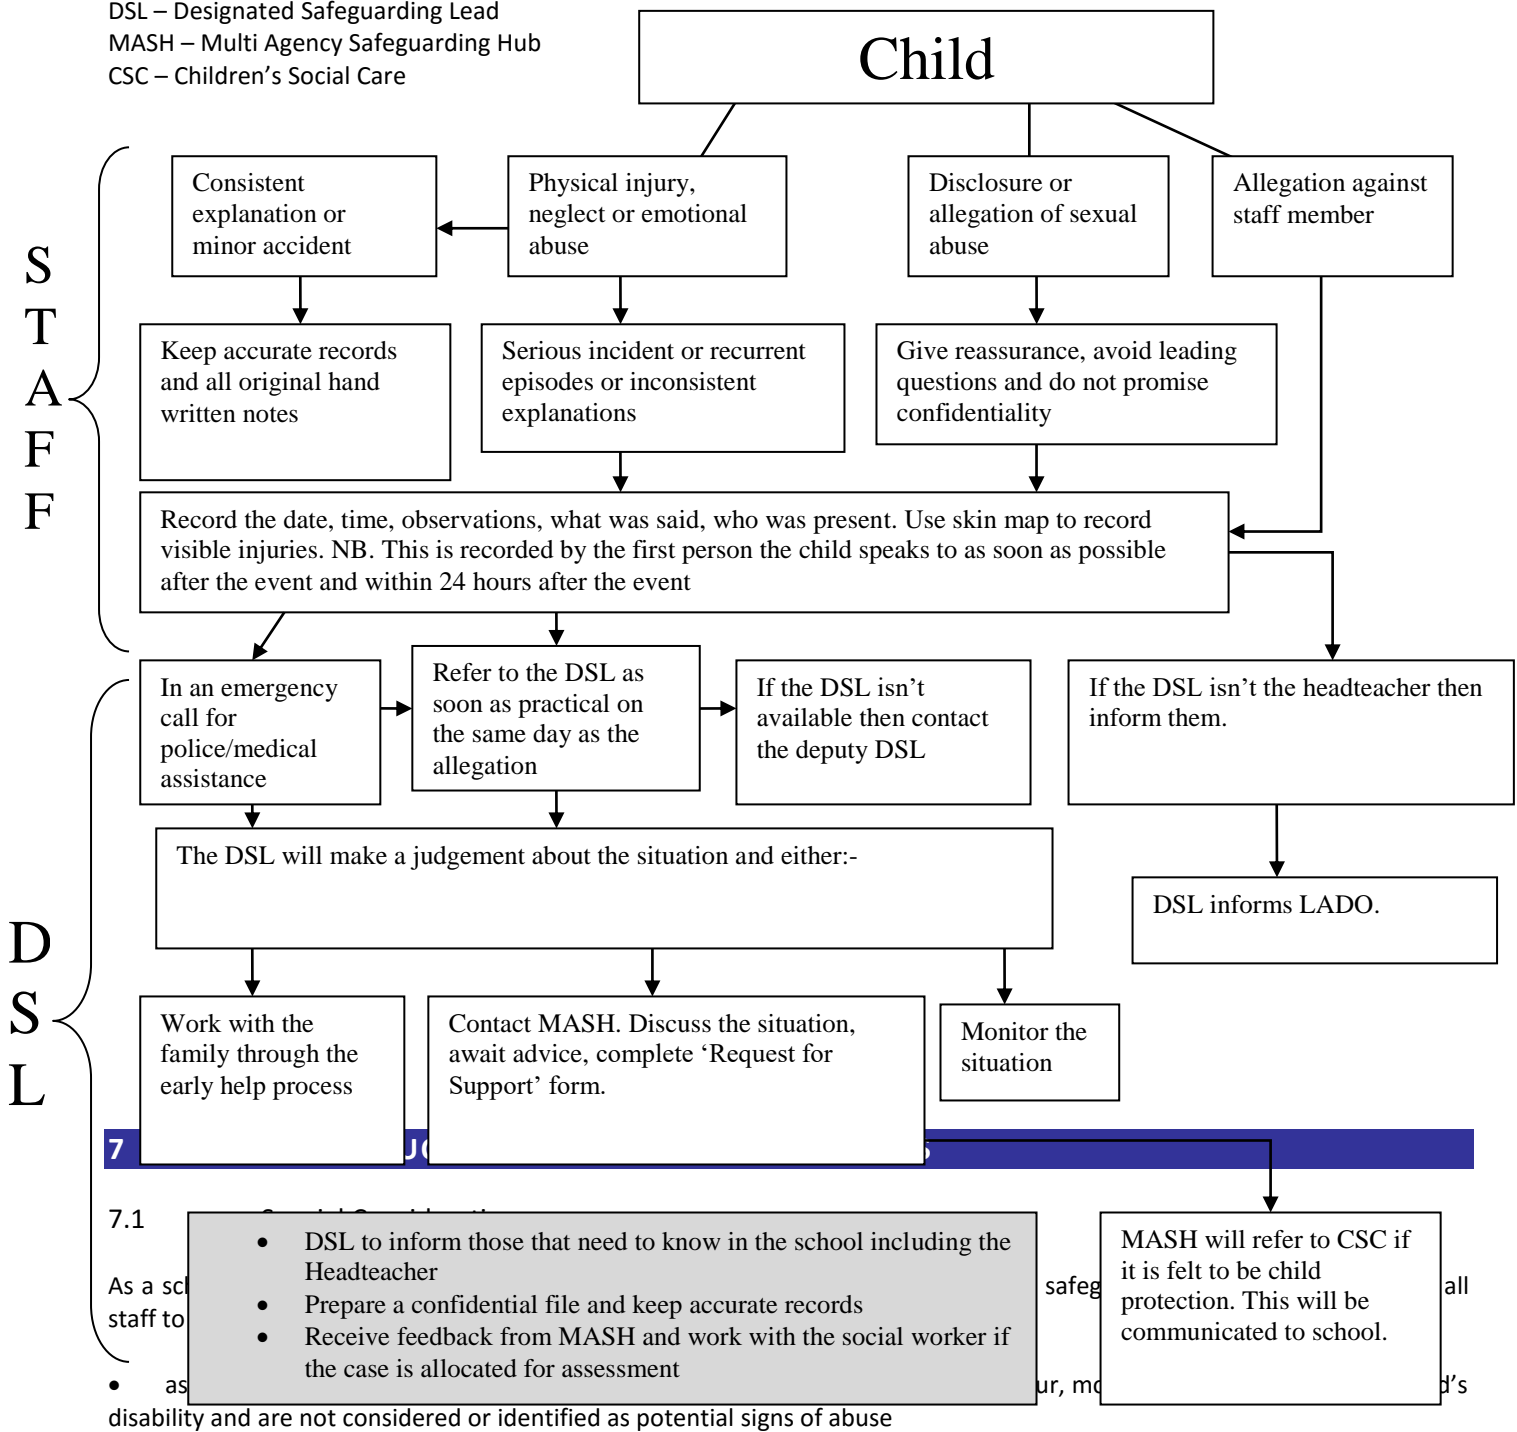 DSL – Designated Safeguarding Lead
MASH – Multi Agency Safeguarding Hub
CSC – Children's Social Care
Child
Consistent
explanation or
minor accident
Physical injury,
neglect or emotional
abuse
Disclosure or
allegation of sexual
abuse
Allegation against
staff member
S
T
A
F
F
Keep accurate records
and all original hand
written notes
Serious incident or recurrent
episodes or inconsistent
explanations
Give reassurance, avoid leading
questions and do not promise
confidentiality
Record the date, time, observations, what was said, who was present. Use skin map to record
visible injuries. NB. This is recorded by the first person the child speaks to as soon as possible
after the event and within 24 hours after the event
In an emergency
call for
police/medical
assistance
Refer to the DSL as
soon as practical on
the same day as the
allegation
If the DSL isn't
available then contact
the deputy DSL
If the DSL isn't the headteacher then
inform them.
The DSL will make a judgement about the situation and either:-
DSL informs LADO.
D
S
L
Work with the
family through the
early help process
Contact MASH. Discuss the situation,
await advice, complete ‘Request for
Support’ form.
Monitor the
situation
7
7.1
DSL to inform those that need to know in the school including the
Headteacher
Prepare a confidential file and keep accurate records
Receive feedback from MASH and work with the social worker if
the case is allocated for assessment
MASH will refer to CSC if
it is felt to be child
protection. This will be
communicated to school.
As a
all
staff to
• as
disability and are not considered or identified as potential signs of abuse